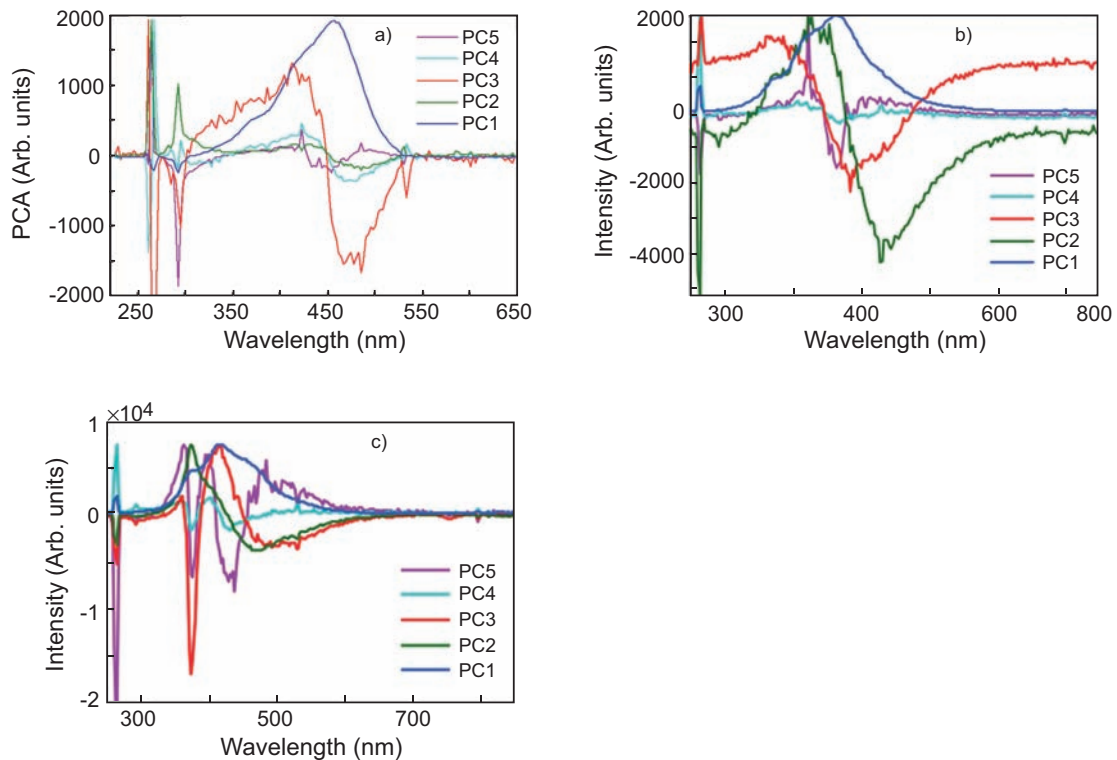 2000
1000
0
-1000
-2000
PCA (Arb. units)
a)
PC5
PC4
PC3
PC2
PC1
250
350
450
550
650
Wavelength (nm)
2000
0
-2000
-4000
Intensity (Arb. units)
b)
PC5
PC4
PC3
PC2
PC1
300
400
600
800
Wavelength (nm)
×10⁴
1
0
-1
-2
Intensity (Arb. units)
c)
PC5
PC4
PC3
PC2
PC1
300
500
700
Wavelength (nm)